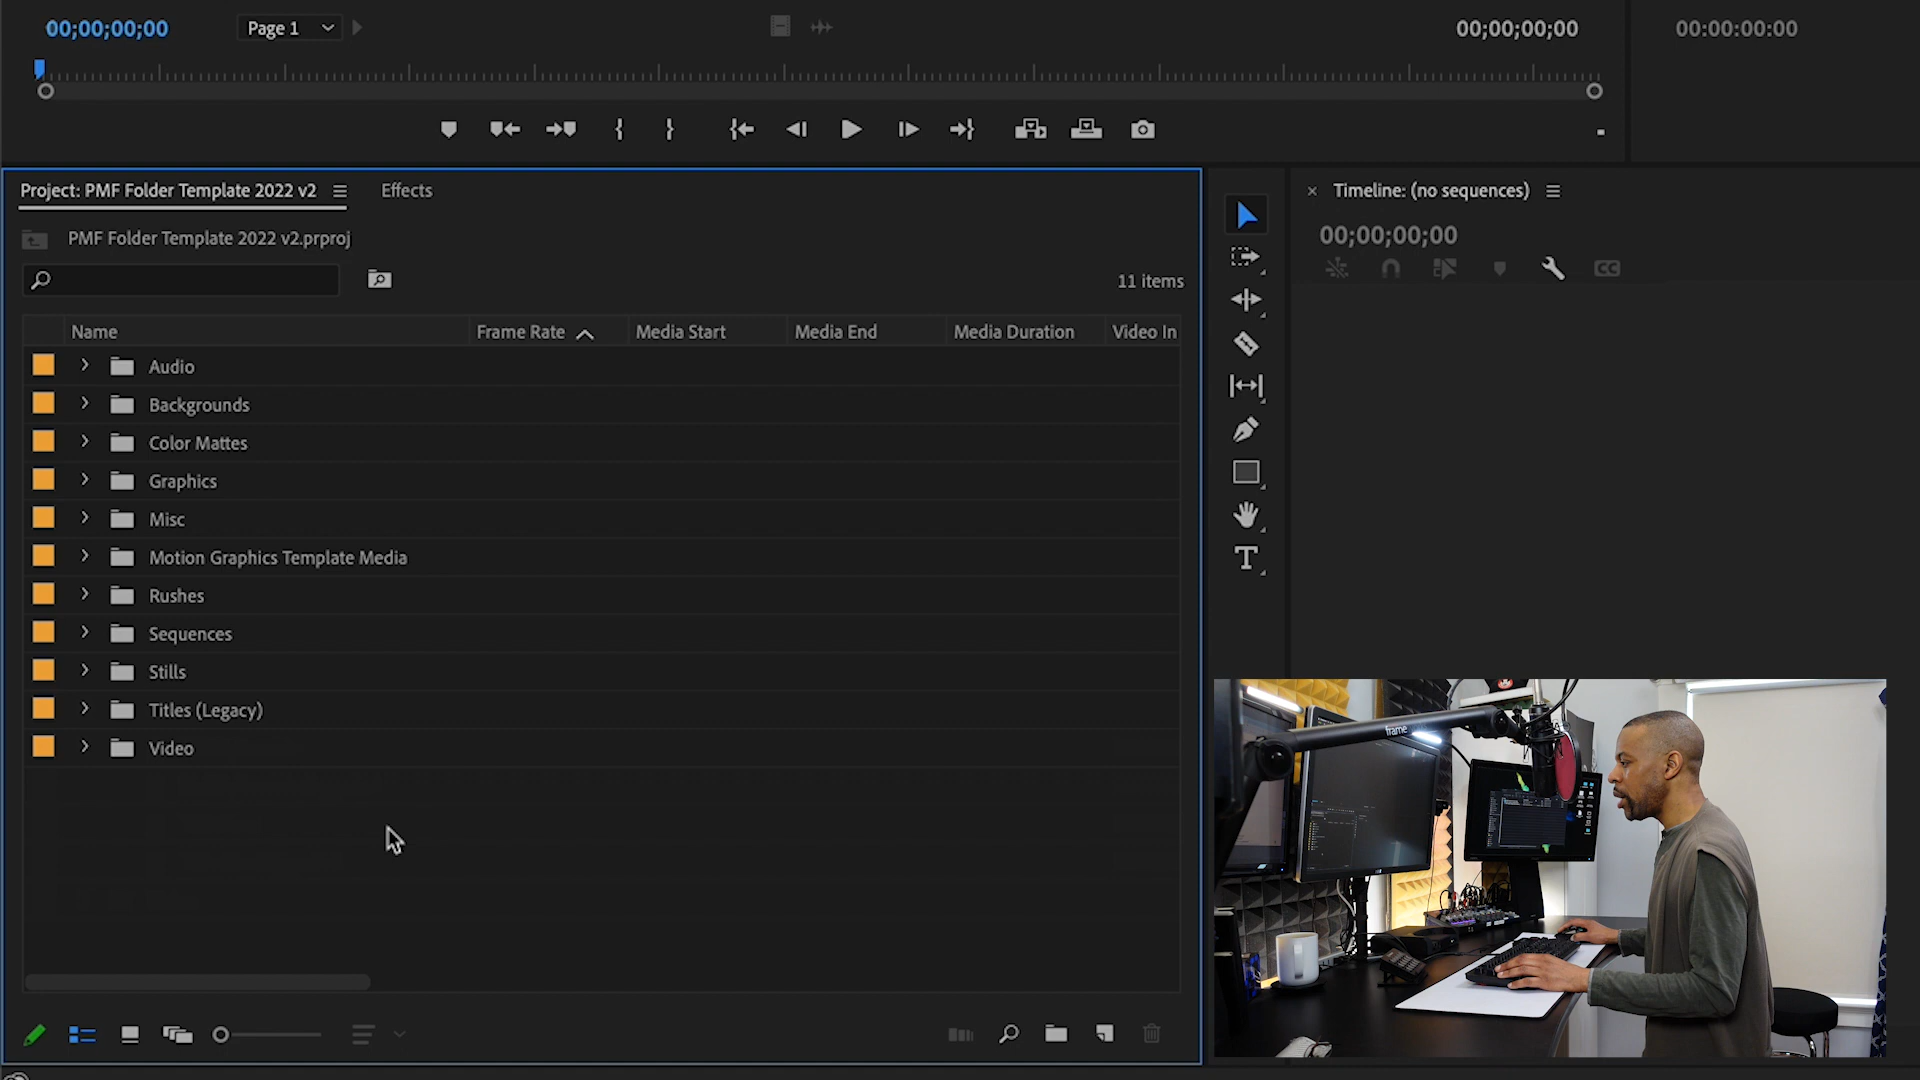 00;00;00;00
Page 1
00;00;00;00
00:00:00:00
Project: PMF Folder Template 2022 v2
Effects
Timeline: (no sequences)
PMF Folder Template 2022 v2.prproj
00;00;00;00
CC
11 items
Name
Frame Rate
Media Start
Media End
Media Duration
Video In
Audio
Backgrounds
Color Mattes
Graphics
Misc
Motion Graphics Template Media
Rushes
Sequences
Stills
Titles (Legacy)
Video
T
frame